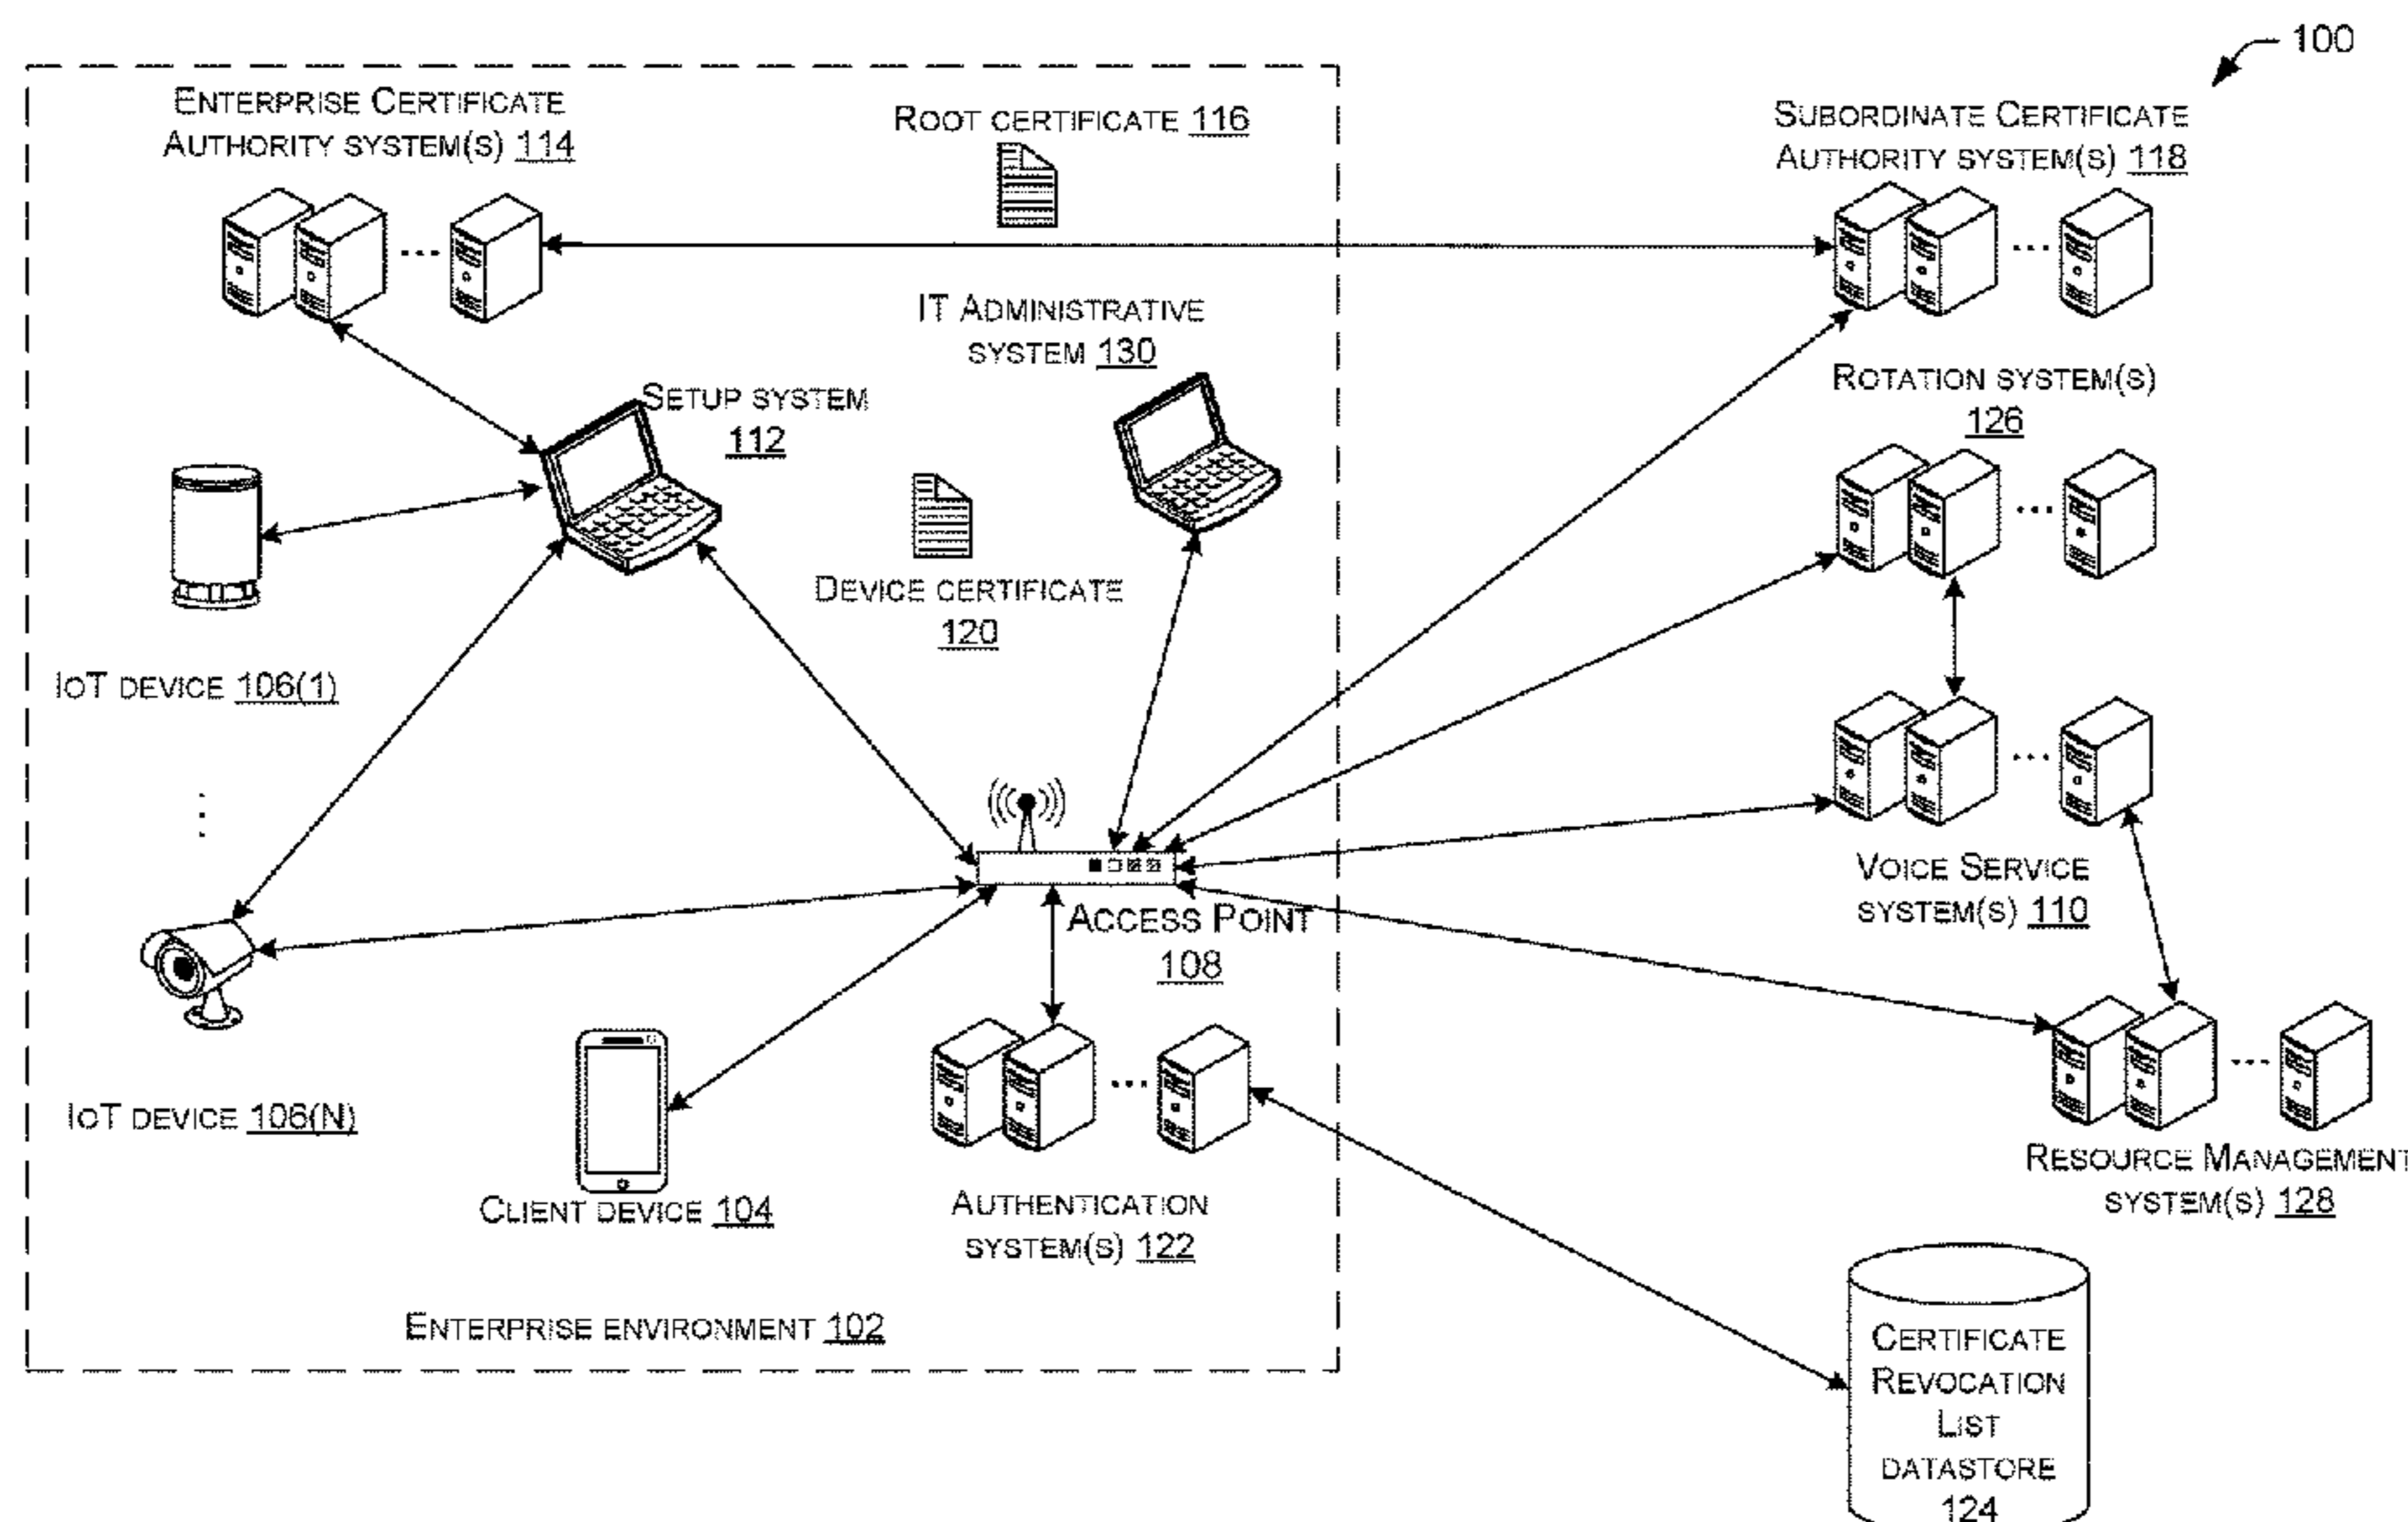 100
ENTERPRISE CERTIFICATE
AUTHORITY SYSTEM(S) 114
ROOT CERTIFICATE 116
SUBORDINATE CERTIFICATE
AUTHORITY SYSTEM(S) 118
IT ADMINISTRATIVE
SYSTEM 130
SETUP SYSTEM
112
ROTATION SYSTEM(S)
126
DEVICE CERTIFICATE
120
IOT DEVICE 106(1)
ACCESS POINT
108
VOICE SERVICE
SYSTEM(S) 110
IOT DEVICE 106(N)
CLIENT DEVICE 104
AUTHENTICATION
SYSTEM(S) 122
RESOURCE MANAGEMENT
SYSTEM(S) 128
ENTERPRISE ENVIRONMENT 102
CERTIFICATE
REVOCATION
LIST
DATASTORE
124